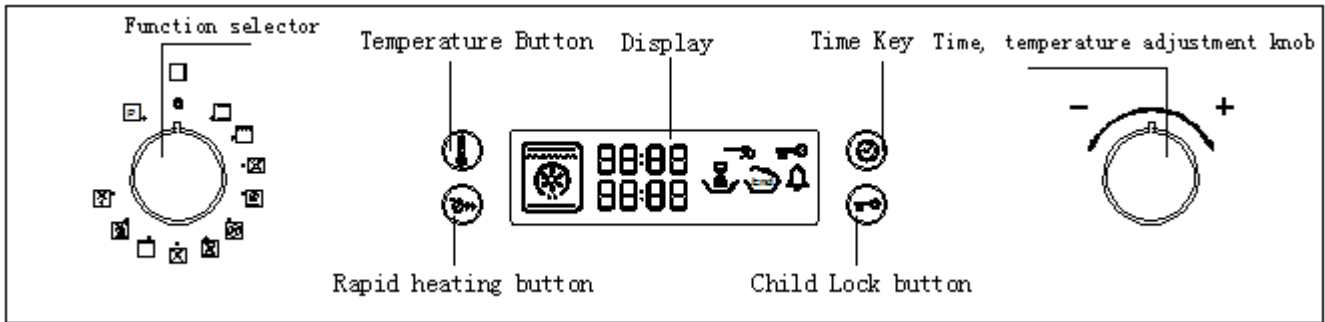 Function selector
Temperature Button
Display
Time Key
Time, temperature adjustment knob
- +
88:88
88:88
End
Rapid heating button
Child Lock button